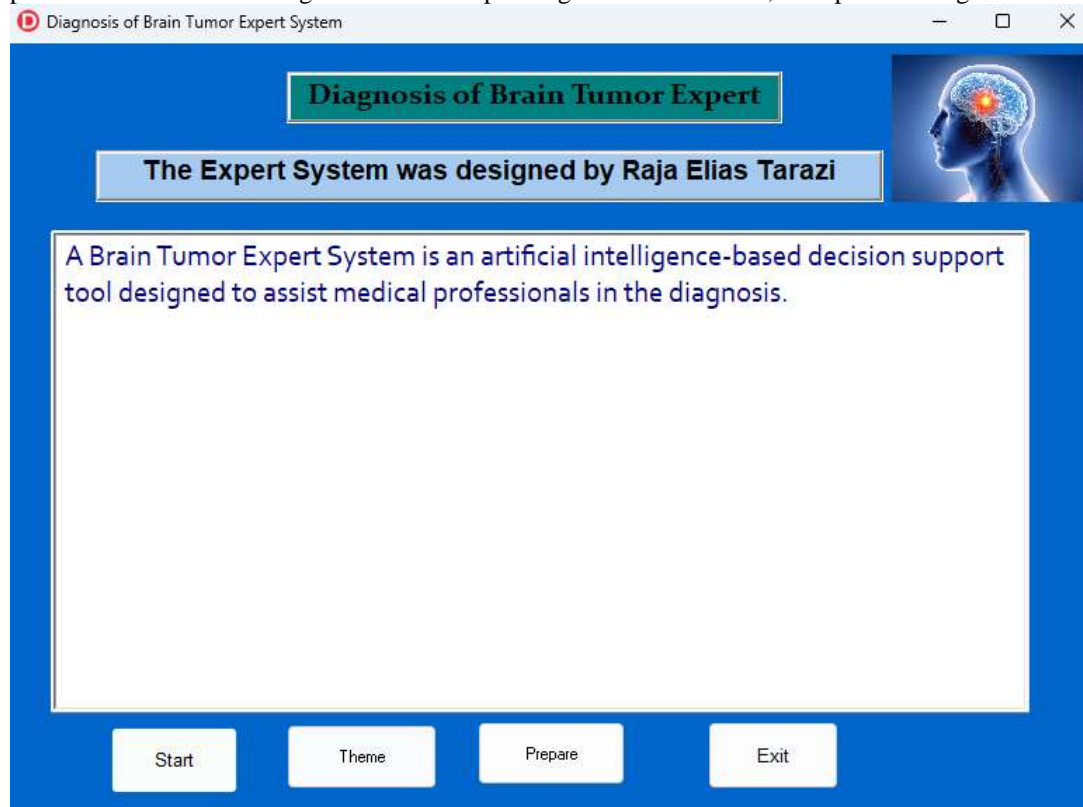 Diagnosis of Brain Tumor Expert System
Diagnosis of Brain Tumor Expert
The Expert System was designed by Raja Elias Tarazi
A Brain Tumor Expert System is an artificial intelligence-based decision support
tool designed to assist medical professionals in the diagnosis.
Start
Theme
Prepare
Exit